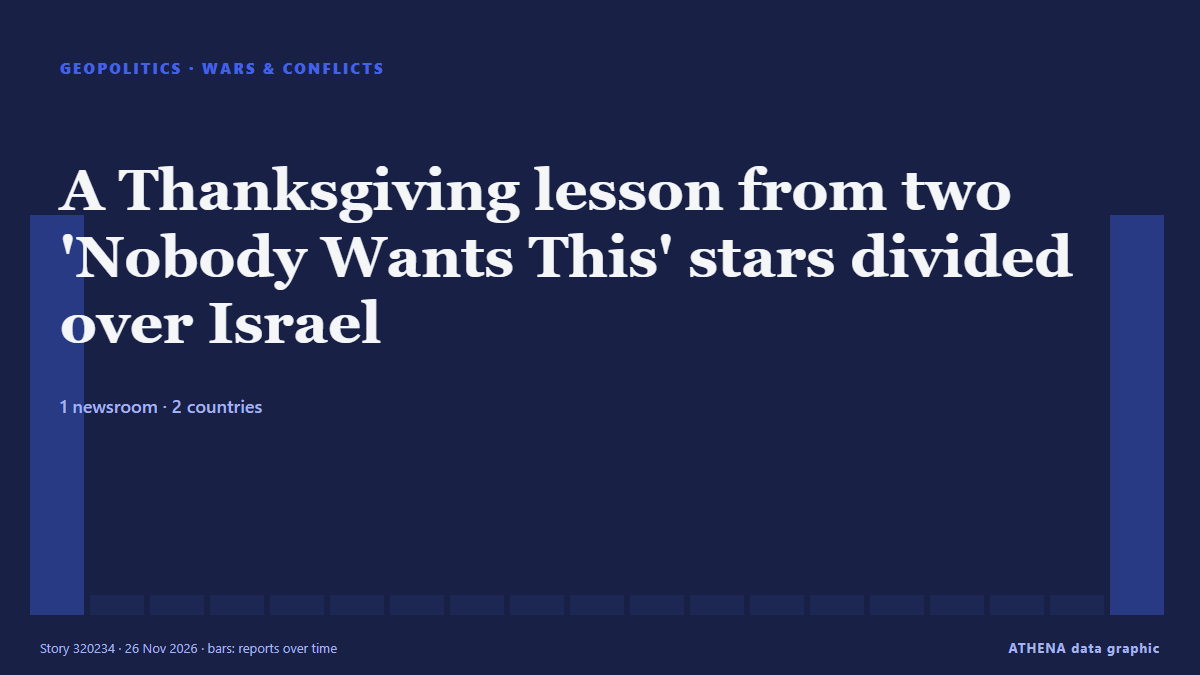 GEOPOLITICS · WARS & CONFLICTS
A Thanksgiving lesson from two
'Nobody Wants This' stars divided
over Israel
1 newsroom · 2 countries
Story 320234 · 26 Nov 2026 · bars: reports over time
ATHENA data graphic